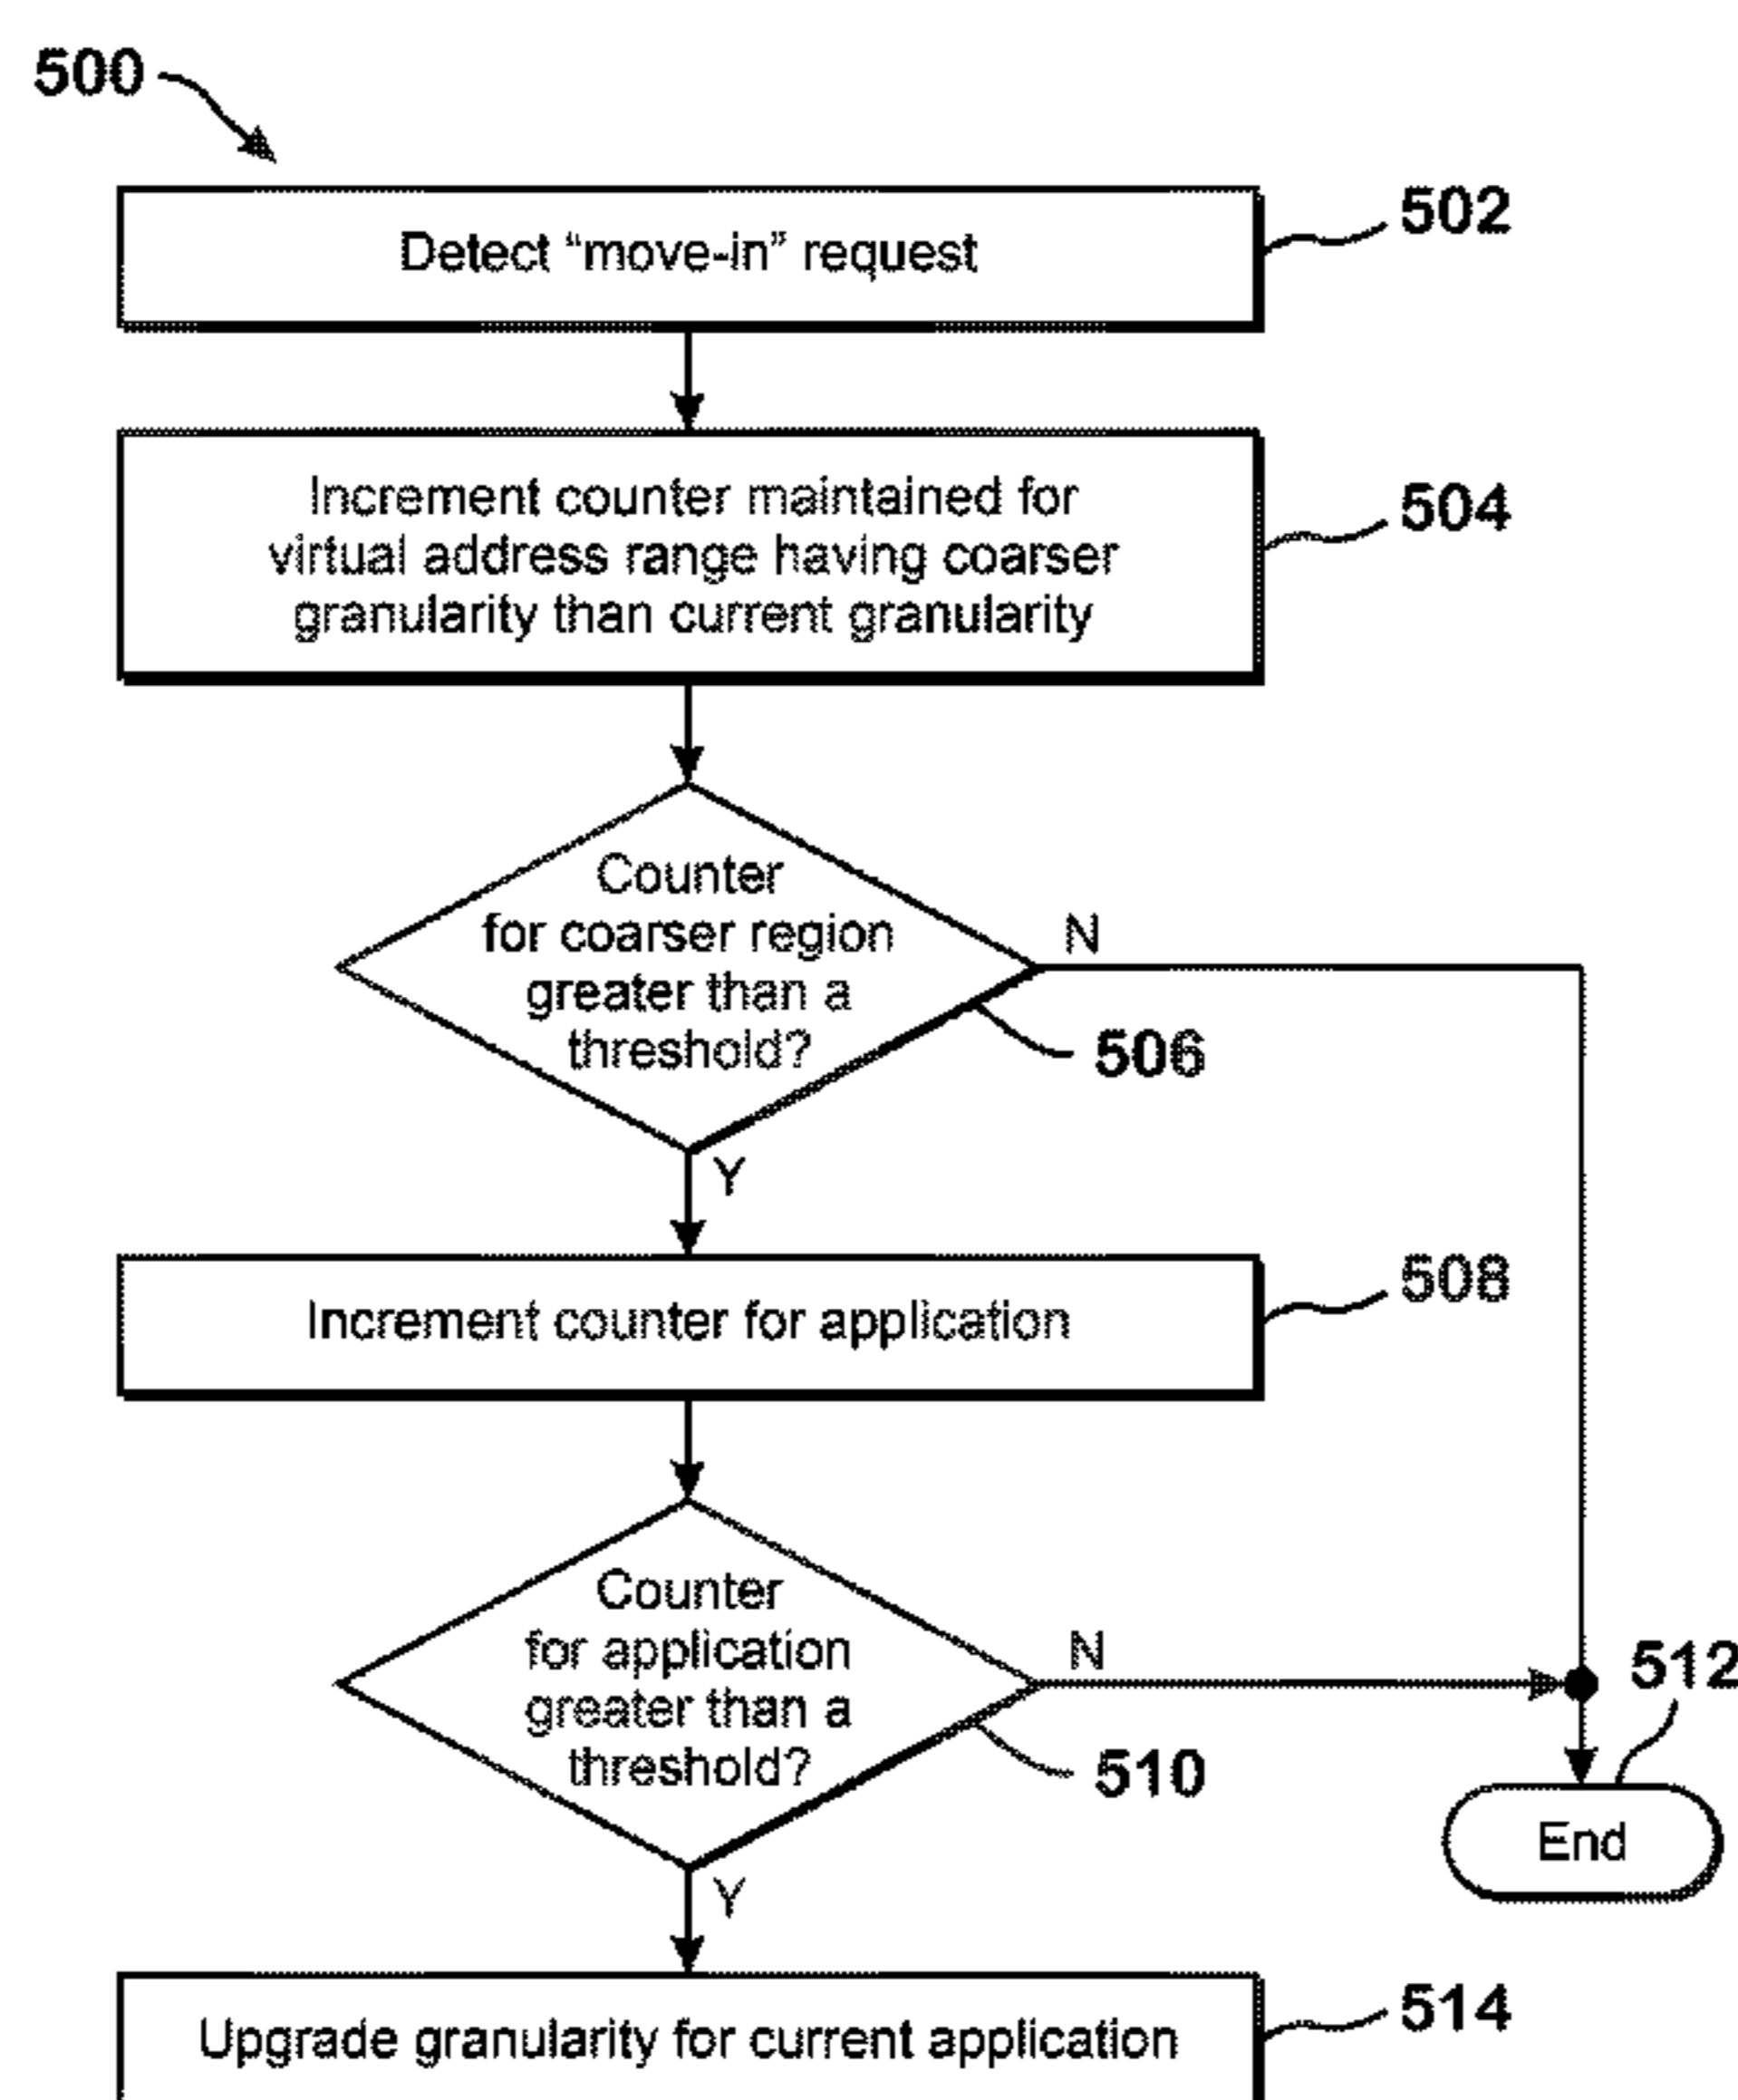 500
Detect “move-in” request
502
Increment counter maintained for
virtual address range having coarser
granularity than current granularity
504
Counter
for coarser region
greater than a
threshold?
N
506
Y
Increment counter for application
508
Counter
for application
greater than a
threshold?
N
512
510
End
Y
Upgrade granularity for current application
514